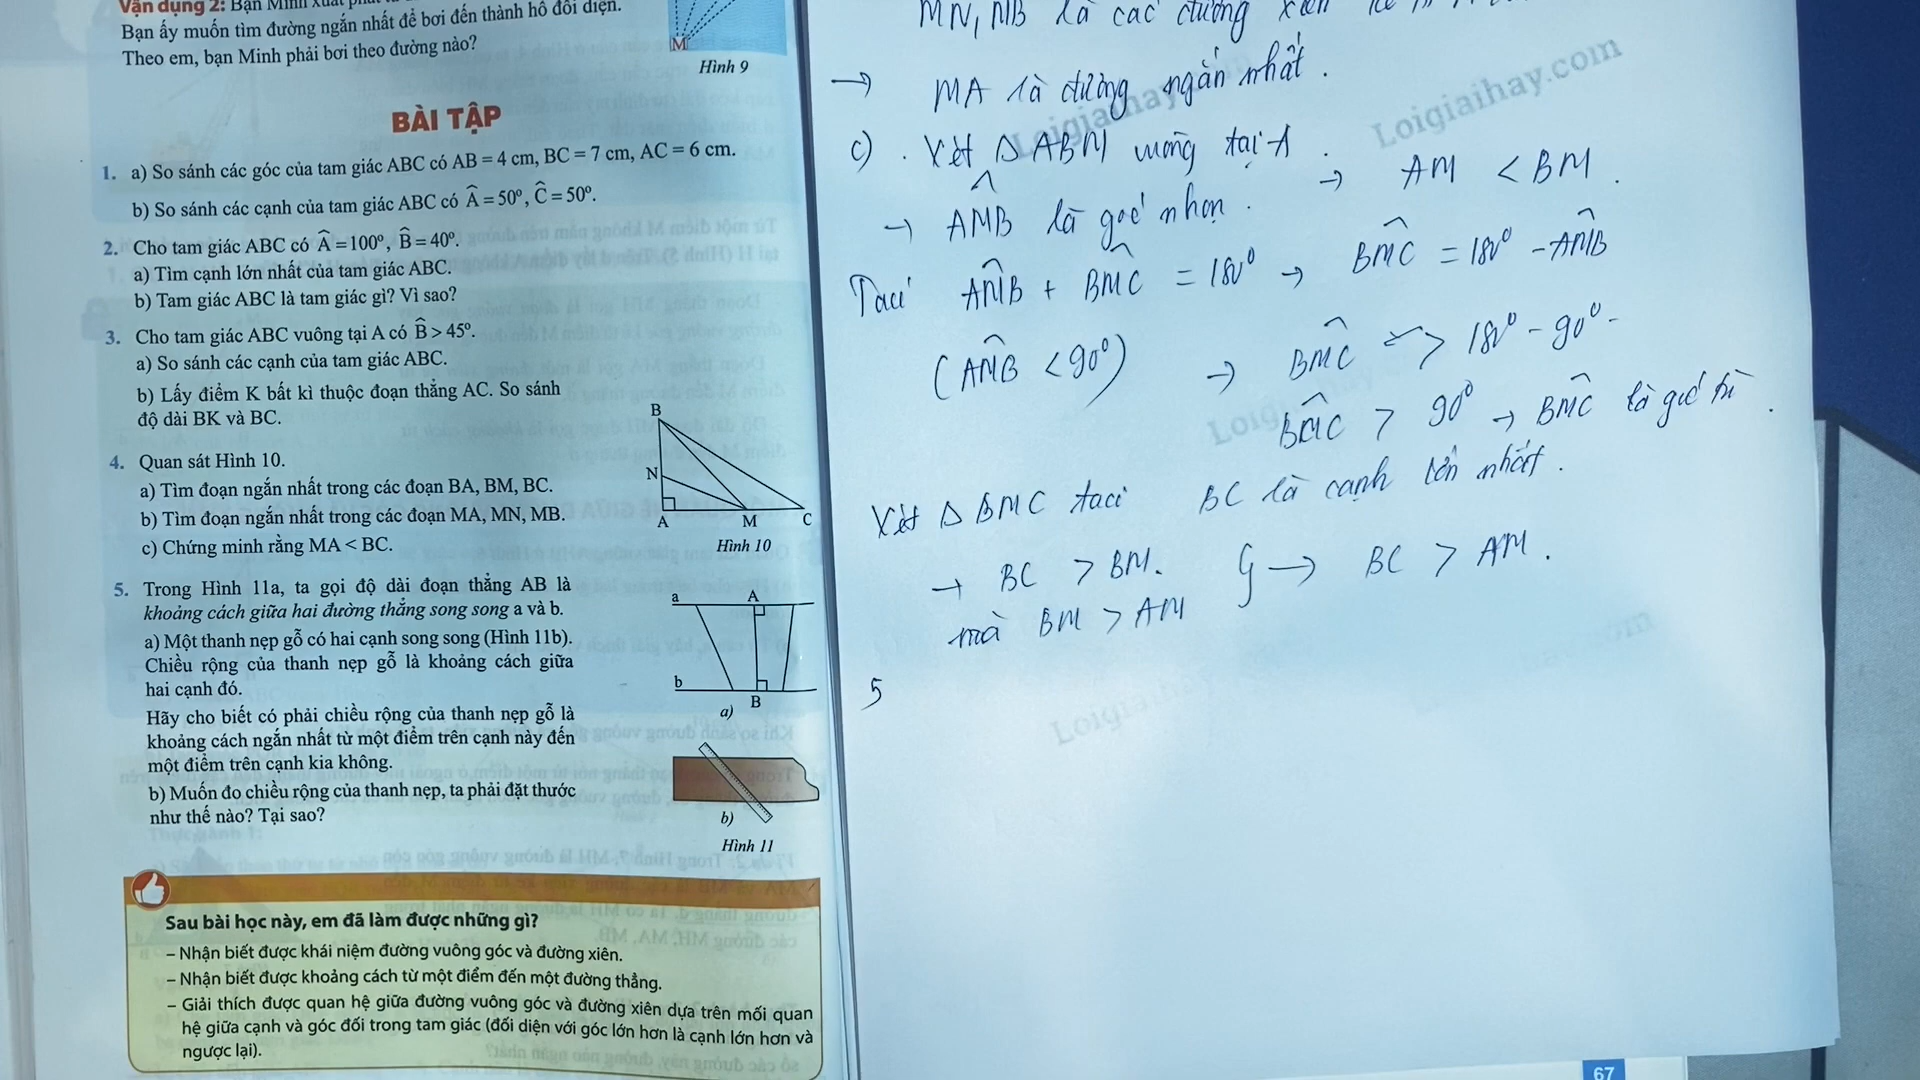 Vận dụng 2: Bạn Minh xuất
Bạn ấy muốn tìm đường ngắn nhất để bơi đến thành hồ đối diện.
Theo em, bạn Minh phải bơi theo đường nào?
M
Hình 9
BÀI TẬP
1. a) So sánh các góc của tam giác ABC có AB = 4 cm, BC = 7 cm, AC = 6 cm.
b) So sánh các cạnh của tam giác ABC có Â = 50°, Ĉ = 50°.
2. Cho tam giác ABC có Â = 100°, B̂ = 40°.
a) Tìm cạnh lớn nhất của tam giác ABC.
b) Tam giác ABC là tam giác gì? Vì sao?
3. Cho tam giác ABC vuông tại A có B̂ > 45°.
a) So sánh các cạnh của tam giác ABC.
b) Lấy điểm K bất kì thuộc đoạn thẳng AC. So sánh
độ dài BK và BC.
4. Quan sát Hình 10.
a) Tìm đoạn ngắn nhất trong các đoạn BA, BM, BC.
b) Tìm đoạn ngắn nhất trong các đoạn MA, MN, MB.
c) Chứng minh rằng MA < BC.
B
N
A M C
Hình 10
5. Trong Hình 11a, ta gọi độ dài đoạn thẳng AB là
khoảng cách giữa hai đường thẳng song song a và b.
a) Một thanh nẹp gỗ có hai cạnh song song (Hình 11b).
Chiều rộng của thanh nẹp gỗ là khoảng cách giữa
hai cạnh đó.
Hãy cho biết có phải chiều rộng của thanh nẹp gỗ là
khoảng cách ngắn nhất từ một điểm trên cạnh này đến
một điểm trên cạnh kia không.
b) Muốn đo chiều rộng của thanh nẹp, ta phải đặt thước
như thế nào? Tại sao?
a A
b B
a)
b)
Hình 11
Sau bài học này, em đã làm được những gì?
– Nhận biết được khái niệm đường vuông góc và đường xiên.
– Nhận biết được khoảng cách từ một điểm đến một đường thẳng.
– Giải thích được quan hệ giữa đường vuông góc và đường xiên dựa trên mối quan
hệ giữa cạnh và góc đối trong tam giác (đối diện với góc lớn hơn là cạnh lớn hơn và
ngược lại).
MN, MB là các đường xiên
→ MA là đường ngắn nhất.
c) . Xét Δ ABM vuông tại A.
→ AMB là góc nhọn. → AM < BM.
Ta có AMB + BMC = 180° → BMC = 180° - AMB
(AMB < 90°) → BMC > 180° - 90°
BMC > 90° → BMC là góc tù.
Xét Δ BMC ta có BC là cạnh lớn nhất.
→ BC > BM. → BC > AM.
mà BM > AM
5
Loigiaihay.com
Loigiaihay.com
67